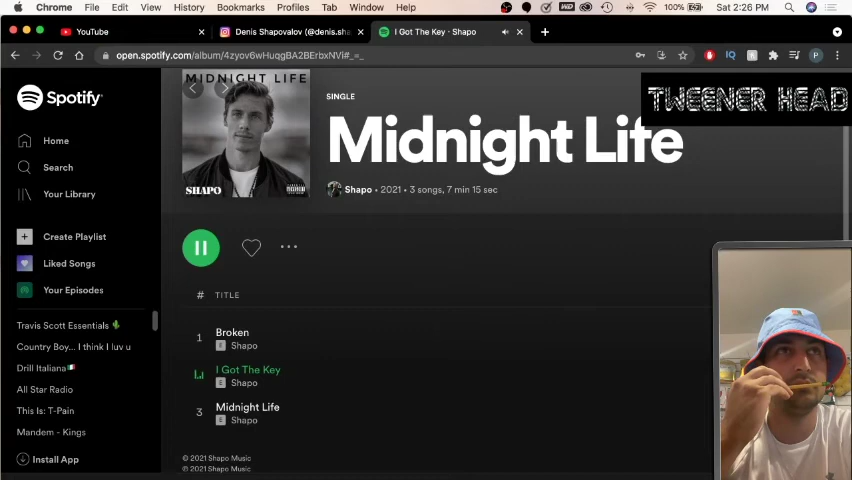 Chrome File Edit View History Bookmarks Profiles Tab Window Help 100% Sat 2:26 PM
YouTube Instagram Denis Shapovalov (@denis.sha I Got The Key · Shapo
open.spotify.com/album/4zyov6wHuqgBA2BErbxNVi#_=_
MIDNIGHT LIFE
SHAPO
Spotify
Home
Search
Your Library
Create Playlist
Liked Songs
Your Episodes
Travis Scott Essentials 🌵
Country Boy... I think I luv u
Drill Italiana🇮🇹
All Star Radio
This Is: T-Pain
Mandem - Kings
Install App
SINGLE
Midnight Life
Shapo • 2021 • 3 songs, 7 min 15 sec
TWEENER HEAD
# TITLE
1 Broken
E Shapo
I Got The Key
E Shapo
3 Midnight Life
E Shapo
© 2021 Shapo Music
℗ 2021 Shapo Music